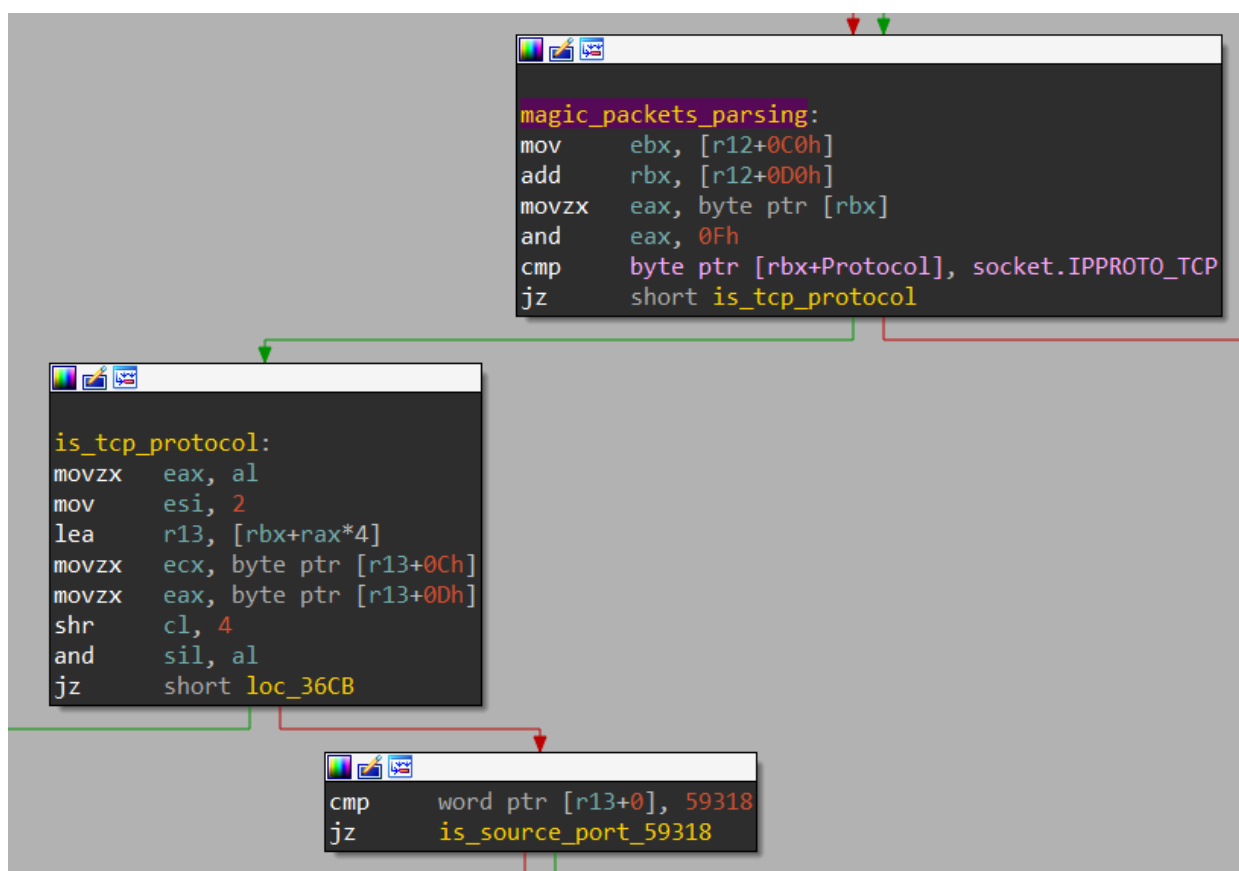 magic_packets_parsing:
mov ebx, [r12+0C0h]
add rbx, [r12+0D0h]
movzx eax, byte ptr [rbx]
and eax, 0Fh
cmp byte ptr [rbx+Protocol], socket.IPPROTO_TCP
jz short is_tcp_protocol
is_tcp_protocol:
movzx eax, al
mov esi, 2
lea r13, [rbx+rax*4]
movzx ecx, byte ptr [r13+0Ch]
movzx eax, byte ptr [r13+0Dh]
shr cl, 4
and sil, al
jz short loc_36CB
cmp word ptr [r13+0], 59318
jz is_source_port_59318